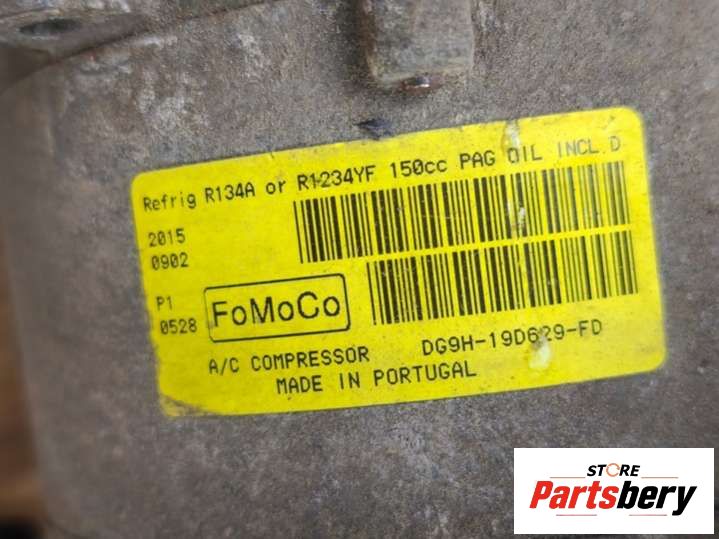 Refrig R134A or R1234YF 150cc PAG OIL INCL.D
2015
0902
P1
0528
FoMoCo
A/C COMPRESSOR DG9H-19D629-FD
MADE IN PORTUGAL
STORE
Partsbery